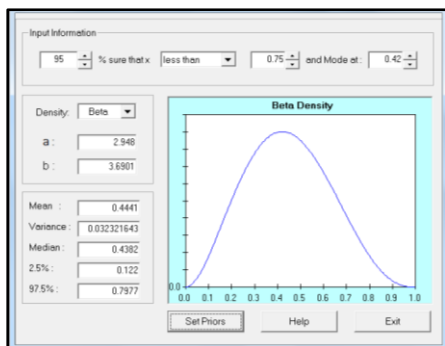 Input Information
95 % sure that x less than 0.75 and Mode at: 0.42
Density: Beta
a : 2.948
b : 3.6901
Mean : 0.4441
Variance : 0.032321643
Median : 0.4382
2.5% : 0.122
97.5% : 0.7977
Beta Density
0.0
0.0 0.1 0.2 0.3 0.4 0.5 0.6 0.7 0.8 0.9 1.0
Set Priors Help Exit